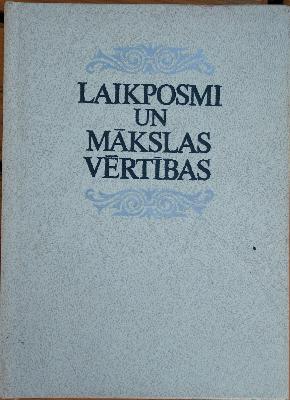 LAIKPOSMI
UN
MĀKSLAS
VĒRTĪBAS